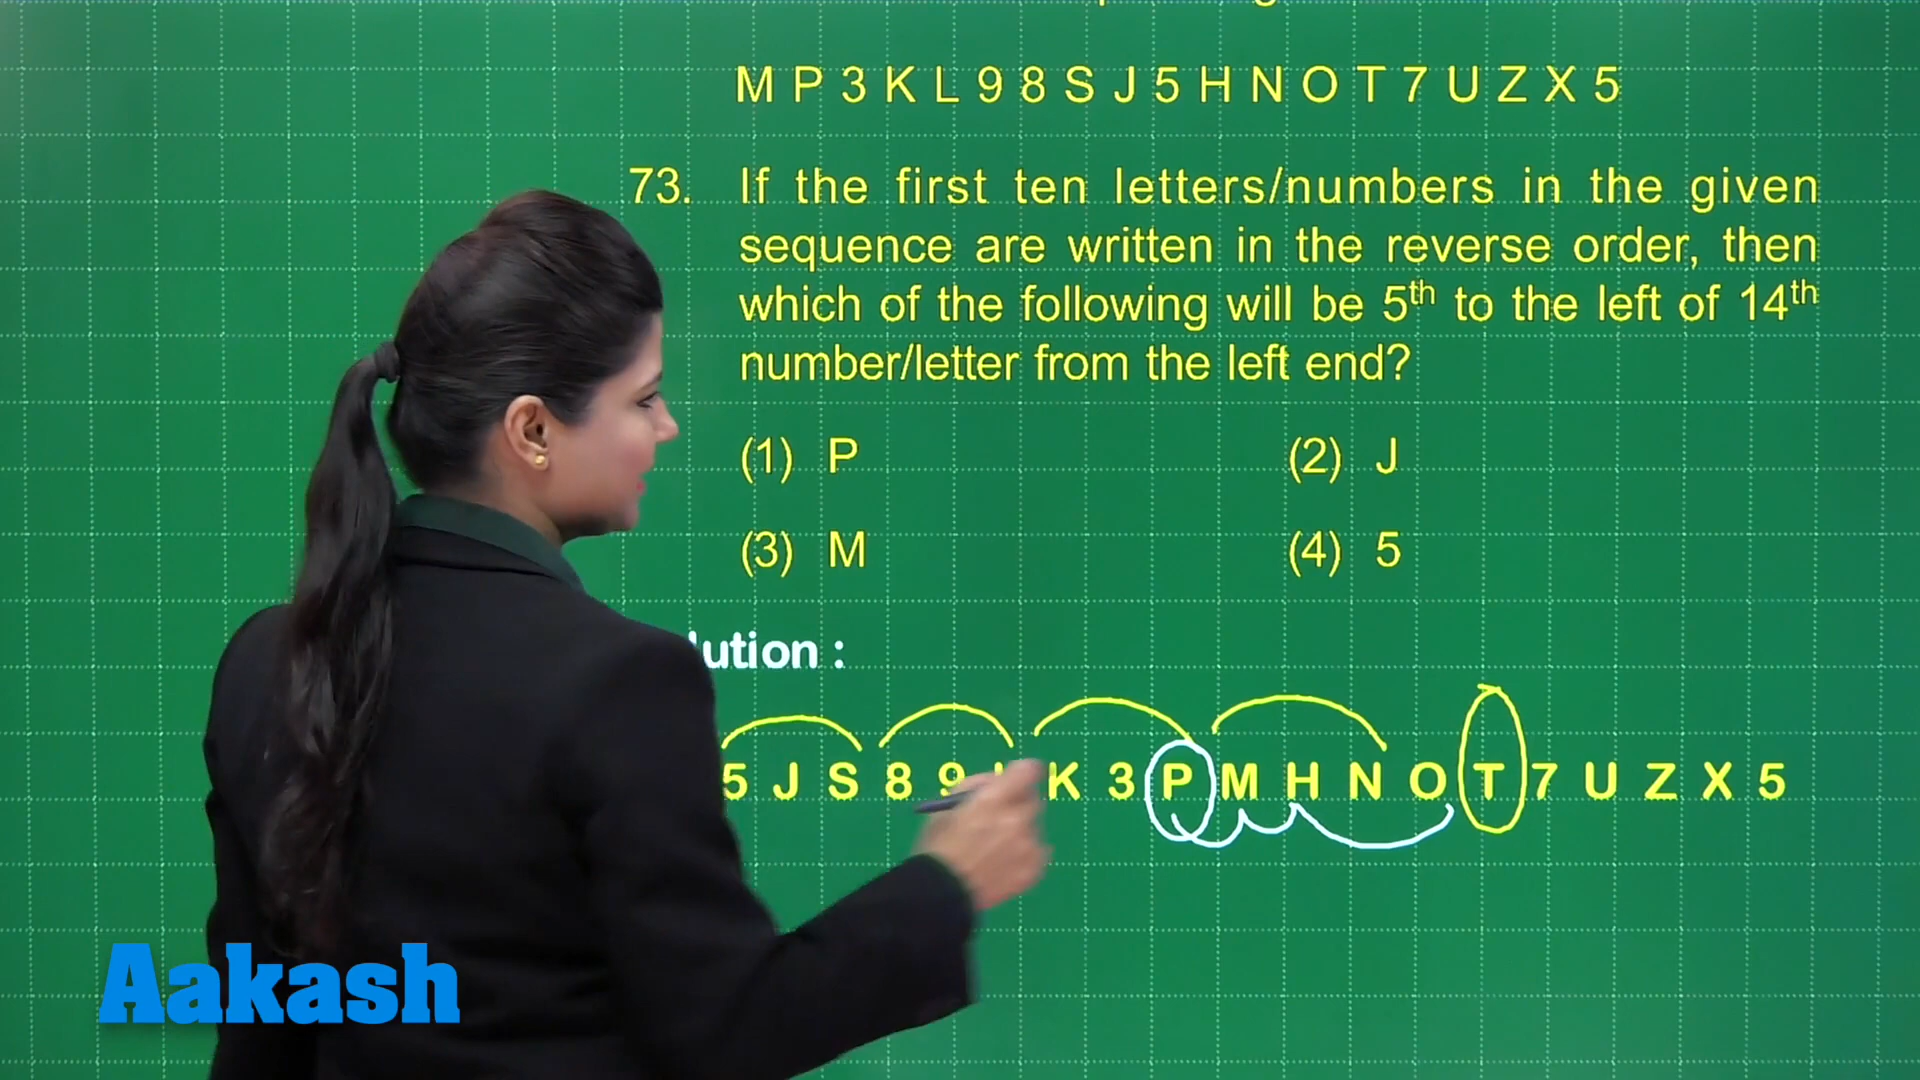 M P 3 K L 9 8 S J 5 H N O T 7 U Z X 5
73. If the first ten letters/numbers in the given
sequence are written in the reverse order, then
which of the following will be 5th to the left of 14th
number/letter from the left end?
(1) P (2) J
(3) M (4) 5
lution :
5 J S 8 9 K 3 P M H N O T 7 U Z X 5
Aakash